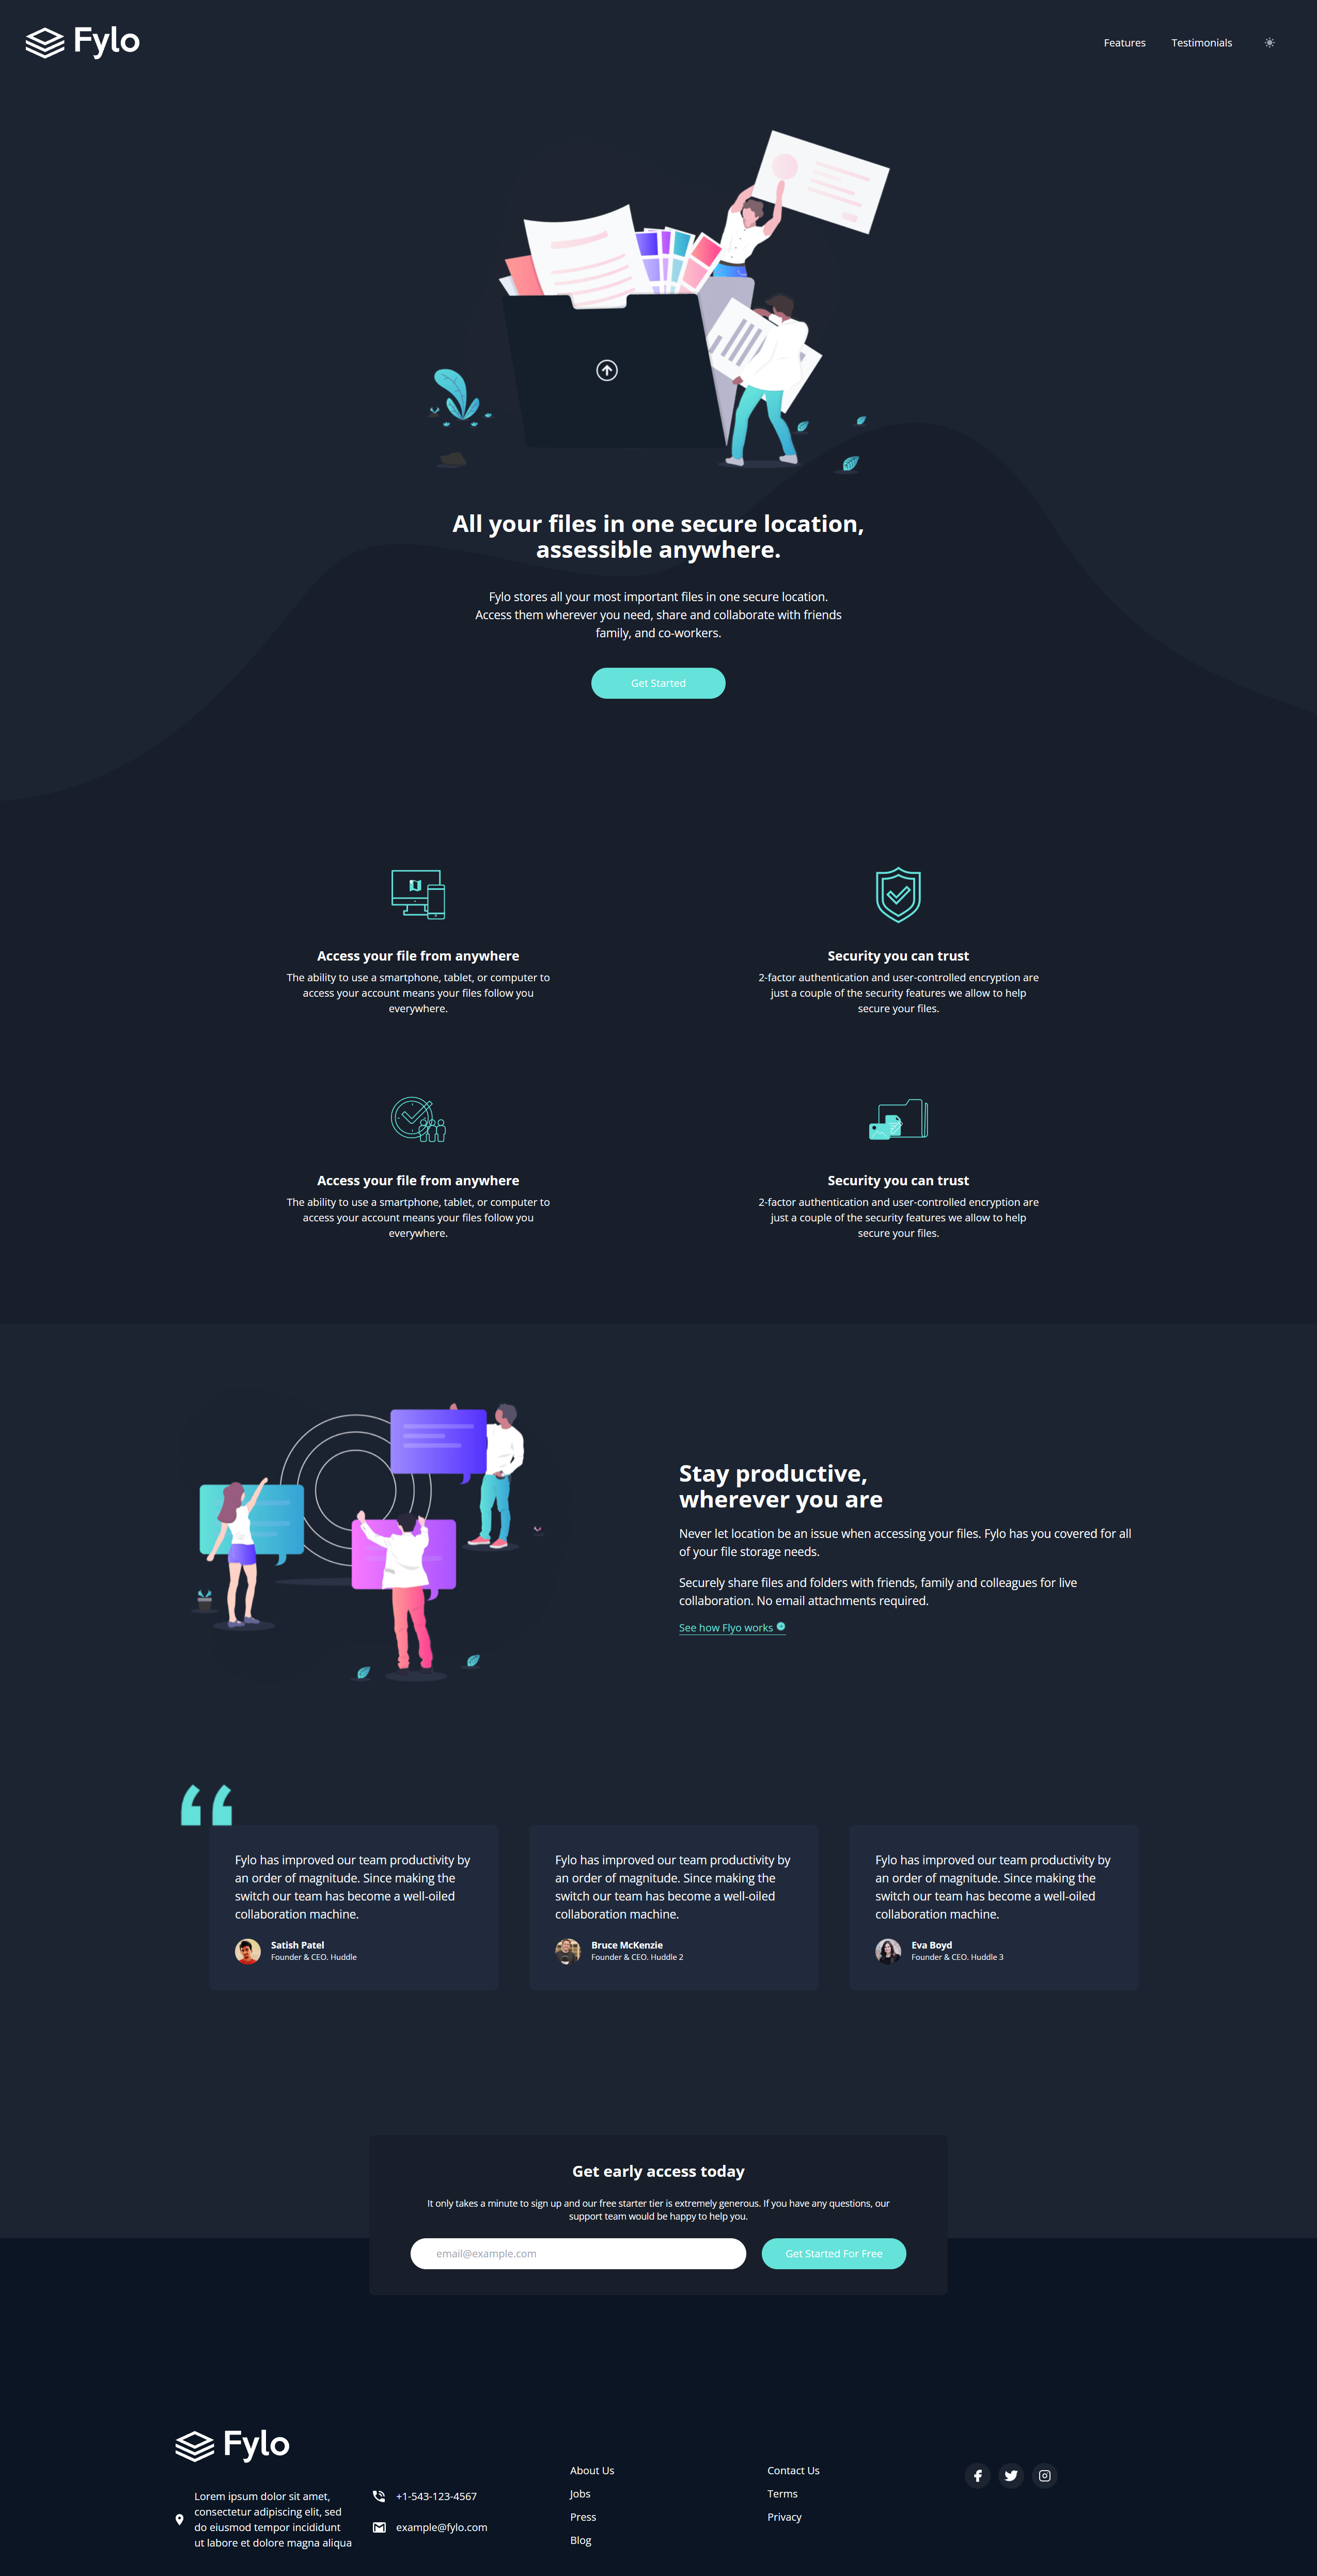 Fylo
Features
Testimonials
All your files in one secure location,
assessible anywhere.
Fylo stores all your most important files in one secure location.
Access them wherever you need, share and collaborate with friends
family, and co-workers.
Get Started
Access your file from anywhere
The ability to use a smartphone, tablet, or computer to
access your account means your files follow you
everywhere.
Security you can trust
2-factor authentication and user-controlled encryption are
just a couple of the security features we allow to help
secure your files.
Access your file from anywhere
The ability to use a smartphone, tablet, or computer to
access your account means your files follow you
everywhere.
Security you can trust
2-factor authentication and user-controlled encryption are
just a couple of the security features we allow to help
secure your files.
Stay productive,
wherever you are
Never let location be an issue when accessing your files. Fylo has you covered for all
of your file storage needs.
Securely share files and folders with friends, family and colleagues for live
collaboration. No email attachments required.
See how Flyo works
Fylo has improved our team productivity by
an order of magnitude. Since making the
switch our team has become a well-oiled
collaboration machine.
Satish Patel
Founder & CEO. Huddle
Fylo has improved our team productivity by
an order of magnitude. Since making the
switch our team has become a well-oiled
collaboration machine.
Bruce McKenzie
Founder & CEO. Huddle 2
Fylo has improved our team productivity by
an order of magnitude. Since making the
switch our team has become a well-oiled
collaboration machine.
Eva Boyd
Founder & CEO. Huddle 3
Get early access today
It only takes a minute to sign up and our free starter tier is extremely generous. If you have any questions, our
support team would be happy to help you.
email@example.com
Get Started For Free
Fylo
Lorem ipsum dolor sit amet,
consectetur adipiscing elit, sed
do eiusmod tempor incididunt
ut labore et dolore magna aliqua
+1-543-123-4567
example@fylo.com
About Us
Jobs
Press
Blog
Contact Us
Terms
Privacy